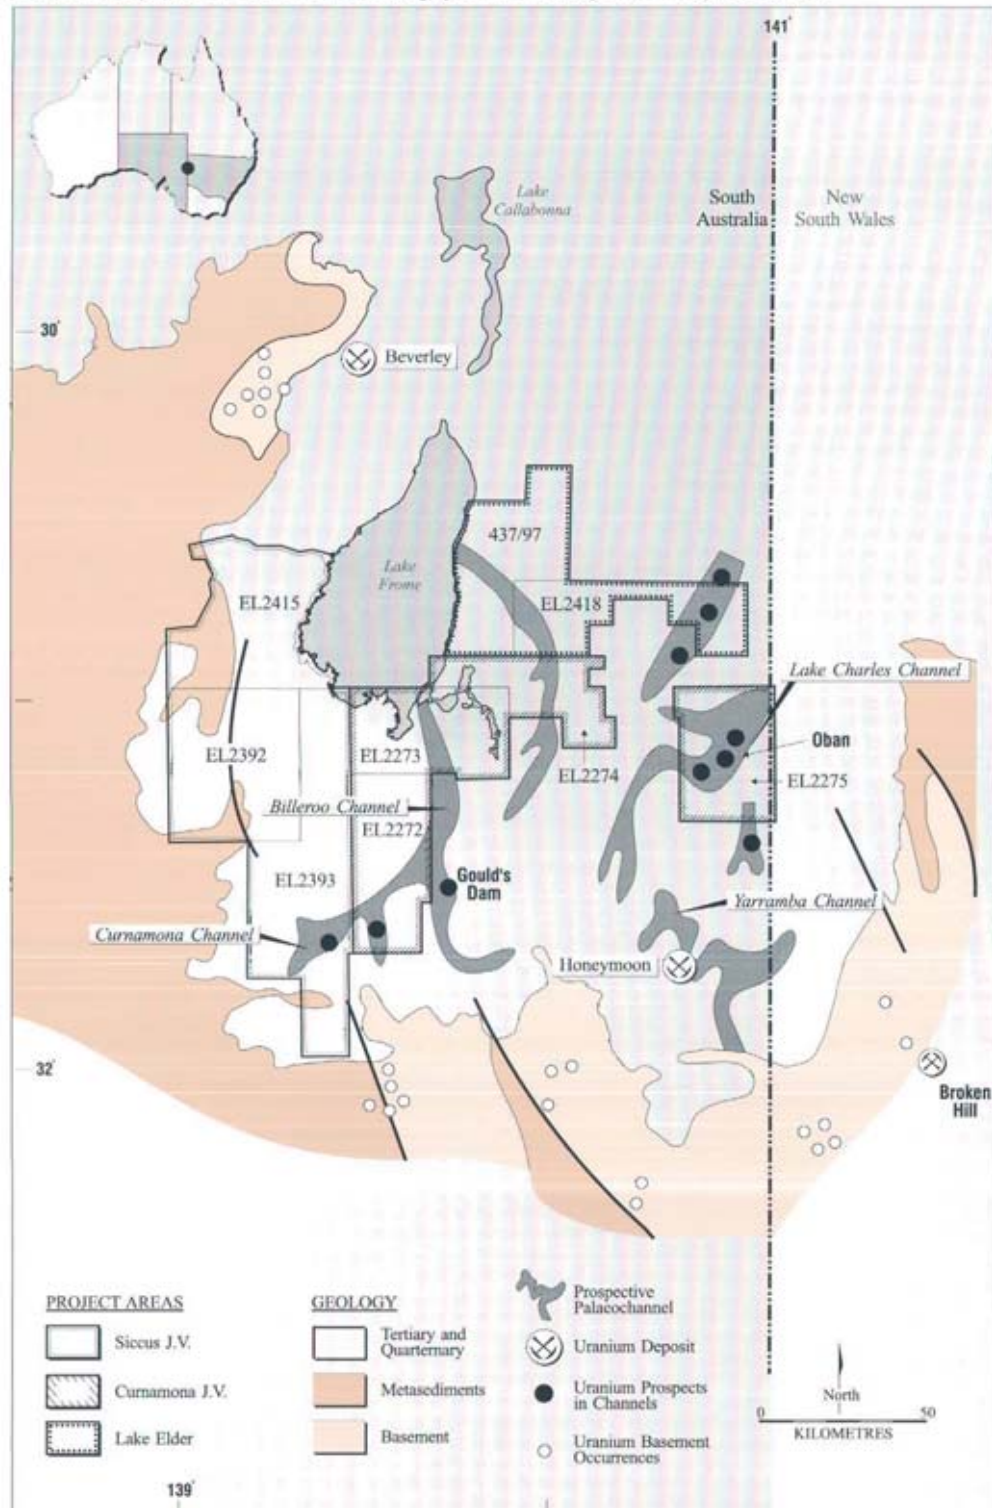 141°
South
Australia
New
South Wales
Lake
Callabonna
30°
Beverley
437/97
Lake
Frome
EL2415
EL2418
Lake Charles Channel
EL2392
EL2273
Oban
EL2274
EL2275
Billeroo Channel
EL2272
EL2393
Gould's
Dam
Yarramba Channel
Curnamona Channel
Honeymoon
32°
Broken
Hill
PROJECT AREAS
Siccus J.V.
Curnamona J.V.
Lake Elder
GEOLOGY
Tertiary and
Quarternary
Metasediments
Basement
Prospective
Palaeochannel
Uranium Deposit
Uranium Prospects
in Channels
Uranium Basement
Occurrences
North
0 50
KILOMETRES
139°